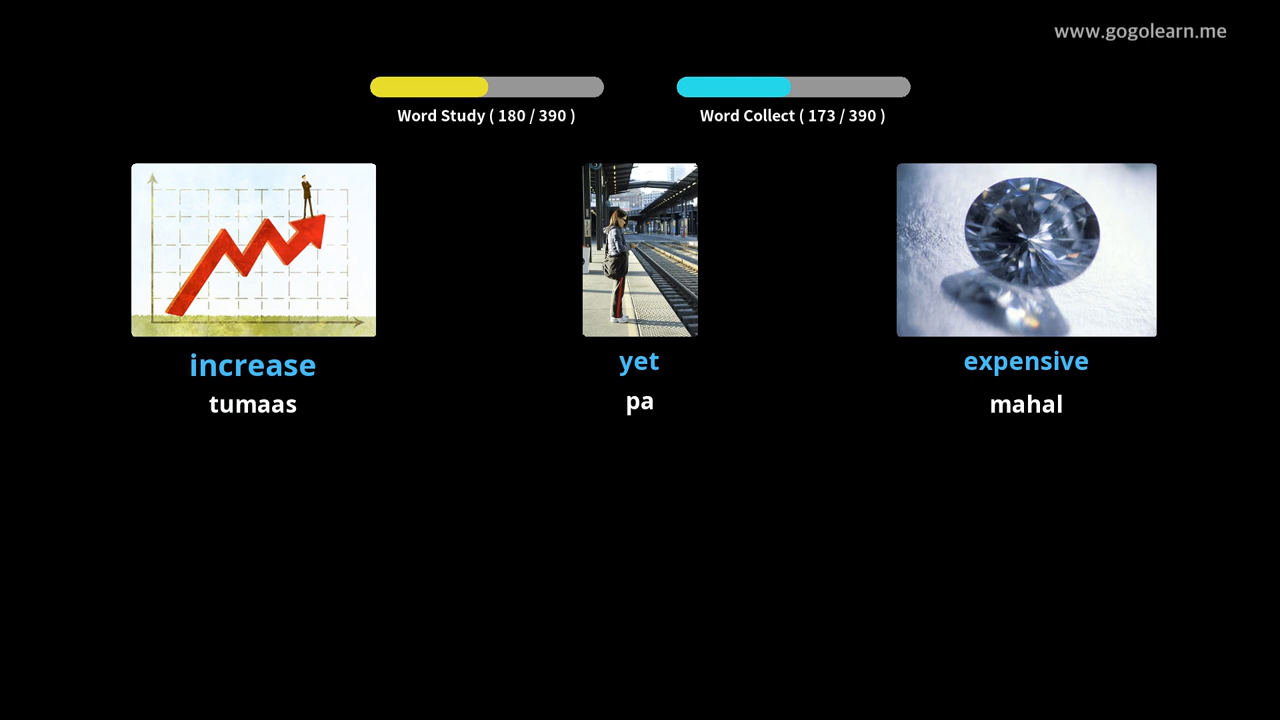 www.gogolearn.me
Word Study ( 180 / 390 )
Word Collect ( 173 / 390 )
increase
tumaas
yet
pa
expensive
mahal